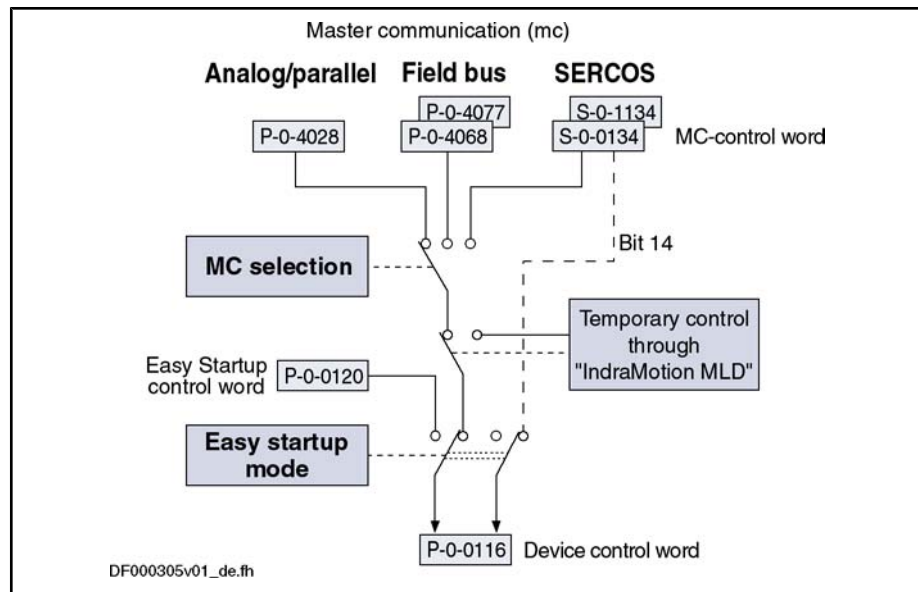 Master communication (mc)
Analog/parallel
Field bus
SERCOS
P-0-4077
S-0-1134
P-0-4028
P-0-4068
S-0-0134
MC-control word
Bit 14
MC selection
Temporary control
through
"IndraMotion MLD"
Easy Startup
control word
P-0-0120
Easy startup
mode
P-0-0116
Device control word
DF000305v01_de.fh